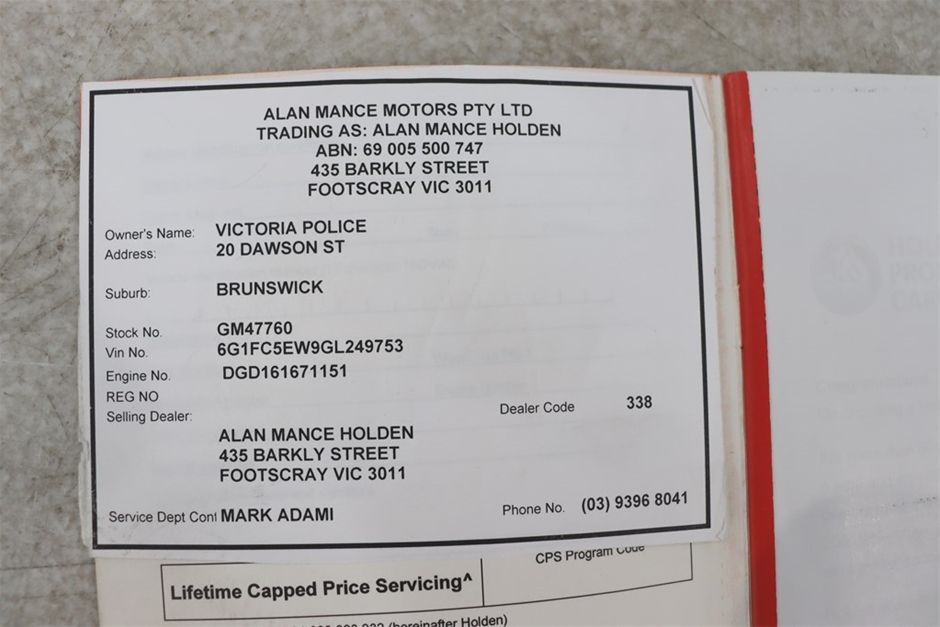 ALAN MANCE MOTORS PTY LTD
TRADING AS: ALAN MANCE HOLDEN
ABN: 69 005 500 747
435 BARKLY STREET
FOOTSCRAY VIC 3011
Owner's Name: VICTORIA POLICE
Address: 20 DAWSON ST
Suburb: BRUNSWICK
Stock No. GM47760
Vin No. 6G1FC5EW9GL249753
Engine No. DGD161671151
REG NO
Selling Dealer: Dealer Code 338
ALAN MANCE HOLDEN
435 BARKLY STREET
FOOTSCRAY VIC 3011
Service Dept Cont MARK ADAMI Phone No. (03) 9396 8041
CPS Program Code
Lifetime Capped Price Servicing^
(hereinafter Holden)